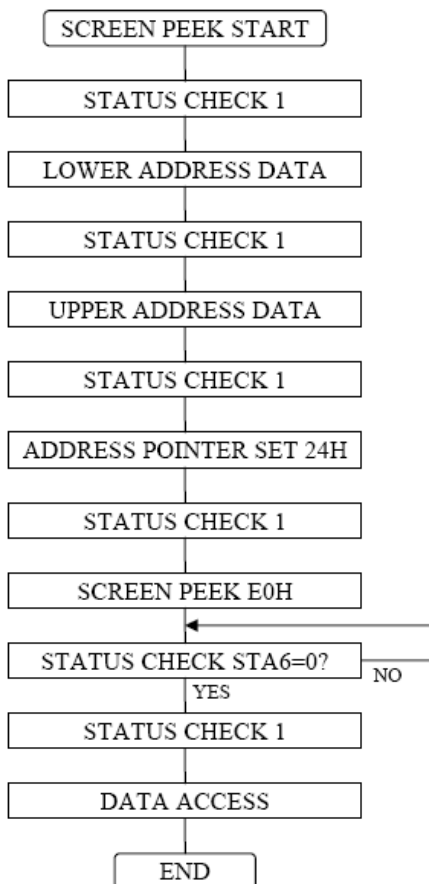 SCREEN PEEK START
STATUS CHECK 1
LOWER ADDRESS DATA
STATUS CHECK 1
UPPER ADDRESS DATA
STATUS CHECK 1
ADDRESS POINTER SET 24H
STATUS CHECK 1
SCREEN PEEK E0H
STATUS CHECK STA6=0?
NO
YES
STATUS CHECK 1
DATA ACCESS
END